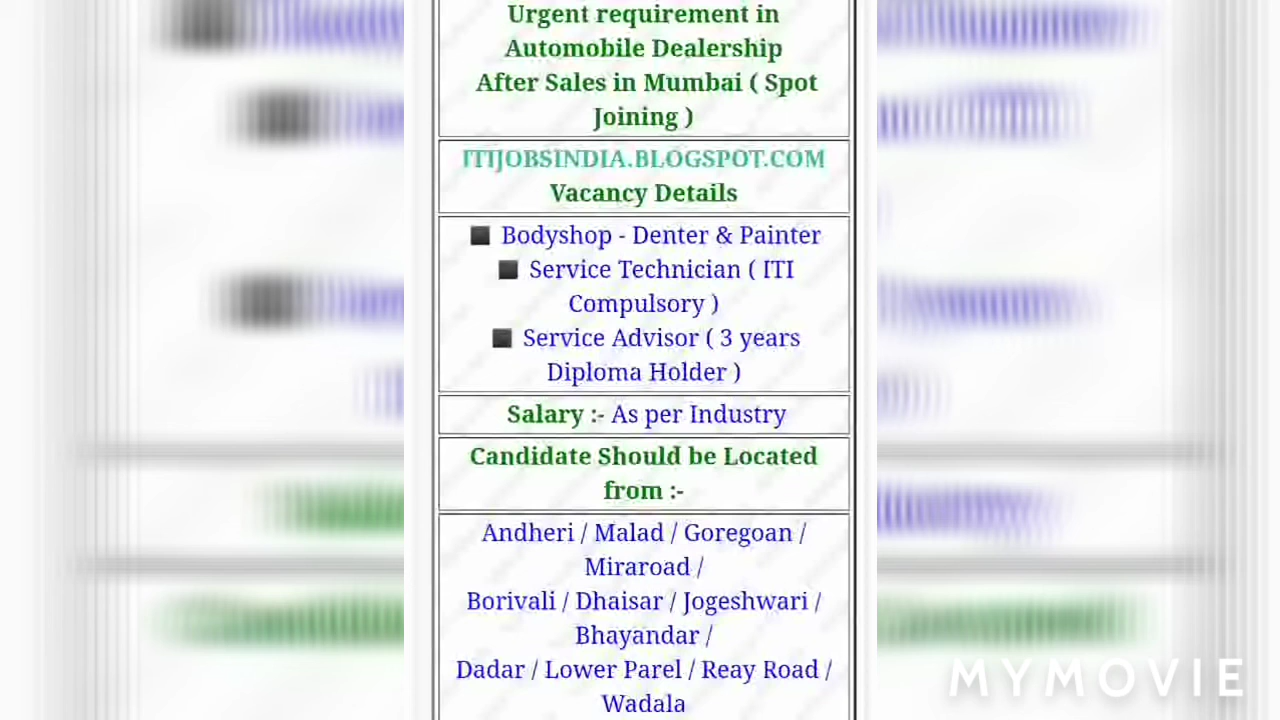 Urgent requirement in
Automobile Dealership
After Sales in Mumbai ( Spot
Joining )
ITIJOBSINDIA.BLOGSPOT.COM
Vacancy Details
◼ Bodyshop - Denter & Painter
◼ Service Technician ( ITI
Compulsory )
◼ Service Advisor ( 3 years
Diploma Holder )
Salary :- As per Industry
Candidate Should be Located
from :-
Andheri / Malad / Goregoan /
Miraroad /
Borivali / Dhaisar / Jogeshwari /
Bhayandar /
Dadar / Lower Parel / Reay Road /
Wadala
MYMOVIE